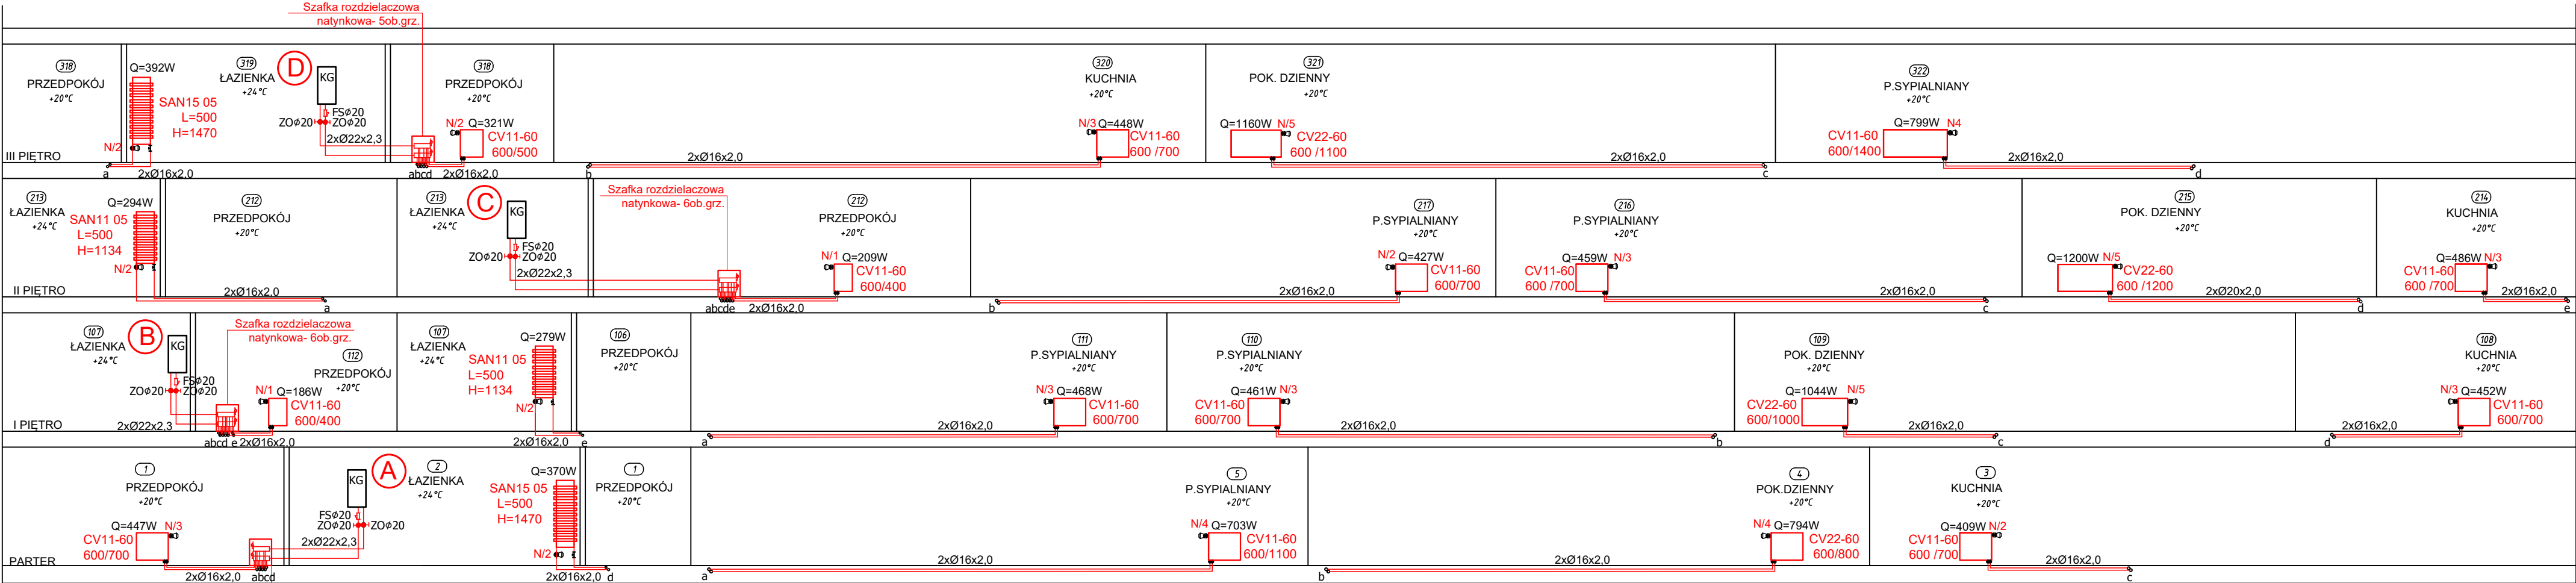 Szafka rozdzielaczowa
natynkowa- 5ob.grz.
318
PRZEDPOKÓJ
+20°C
Q=392W
SAN15 05
L=500
H=1470
N/2
319
ŁAZIENKA
+24°C
D
KG
FSφ20
ZOφ20
2xØ22x2,3
318
PRZEDPOKÓJ
+20°C
N/2 Q=321W
CV11-60
600/500
320
KUCHNIA
+20°C
N/3 Q=448W
CV11-60
600 /700
321
POK. DZIENNY
+20°C
Q=1160W N/5
CV22-60
600 /1100
322
P.SYPIALNIANY
+20°C
Q=799W N4
CV11-60
600/1400
III PIĘTRO
2xØ16x2,0
2xØ16x2,0
2xØ16x2,0
a
2xØ16x2,0
abcd
2xØ16x2,0
b
c
d
213
ŁAZIENKA
+24°C
Q=294W
SAN11 05
L=500
H=1134
N/2
212
PRZEDPOKÓJ
+20°C
213
ŁAZIENKA
+24°C
C
KG
FSφ20
ZOφ20
ZOφ20
2xØ22x2,3
Szafka rozdzielaczowa
natynkowa- 6ob.grz.
212
PRZEDPOKÓJ
+20°C
N/1 Q=209W
CV11-60
600/400
217
P.SYPIALNIANY
+20°C
N/2 Q=427W
CV11-60
600/700
216
P.SYPIALNIANY
+20°C
Q=459W N/3
CV11-60
600 /700
215
POK. DZIENNY
+20°C
Q=1200W N/5
CV22-60
600 /1200
214
KUCHNIA
+20°C
Q=486W N/3
CV11-60
600 /700
II PIĘTRO
2xØ16x2,0
2xØ16x2,0
2xØ16x2,0
2xØ20x2,0
2xØ16x2,0
a
abcde
2xØ16x2,0
b
c
d
e
107
ŁAZIENKA
+24°C
B
KG
FSφ20
ZOφ20
ZOφ20
2xØ22x2,3
Szafka rozdzielaczowa
natynkowa- 6ob.grz.
112
PRZEDPOKÓJ
+20°C
N/1 Q=186W
CV11-60
600/400
107
ŁAZIENKA
+24°C
Q=279W
SAN11 05
L=500
H=1134
N/2
106
PRZEDPOKÓJ
+20°C
111
P.SYPIALNIANY
+20°C
N/3 Q=468W
CV11-60
600/700
110
P.SYPIALNIANY
+20°C
Q=461W N/3
CV11-60
600/700
109
POK. DZIENNY
+20°C
Q=1044W N/5
CV22-60
600/1000
108
KUCHNIA
+20°C
N/3 Q=452W
CV11-60
600/700
I PIĘTRO
2xØ16x2,0
2xØ16x2,0
2xØ16x2,0
abcd e
2xØ16x2,0
2xØ16x2,0
e
a
b
c
d
1
PRZEDPOKÓJ
+20°C
Q=447W N/3
CV11-60
600/700
A
KG
FSφ20
ZOφ20
ZOφ20
2xØ22x2,3
2
ŁAZIENKA
+24°C
Q=370W
SAN15 05
L=500
H=1470
N/2
1
PRZEDPOKÓJ
+20°C
5
P.SYPIALNIANY
+20°C
N/4 Q=703W
CV11-60
600/1100
4
POK.DZIENNY
+20°C
N/4 Q=794W
CV22-60
600/800
3
KUCHNIA
+20°C
Q=409W N/2
CV11-60
600 /700
PARTER
2xØ16x2,0
2xØ16x2,0
2xØ16x2,0
2xØ16x2,0
abcd
2xØ16x2,0
d
a
b
c